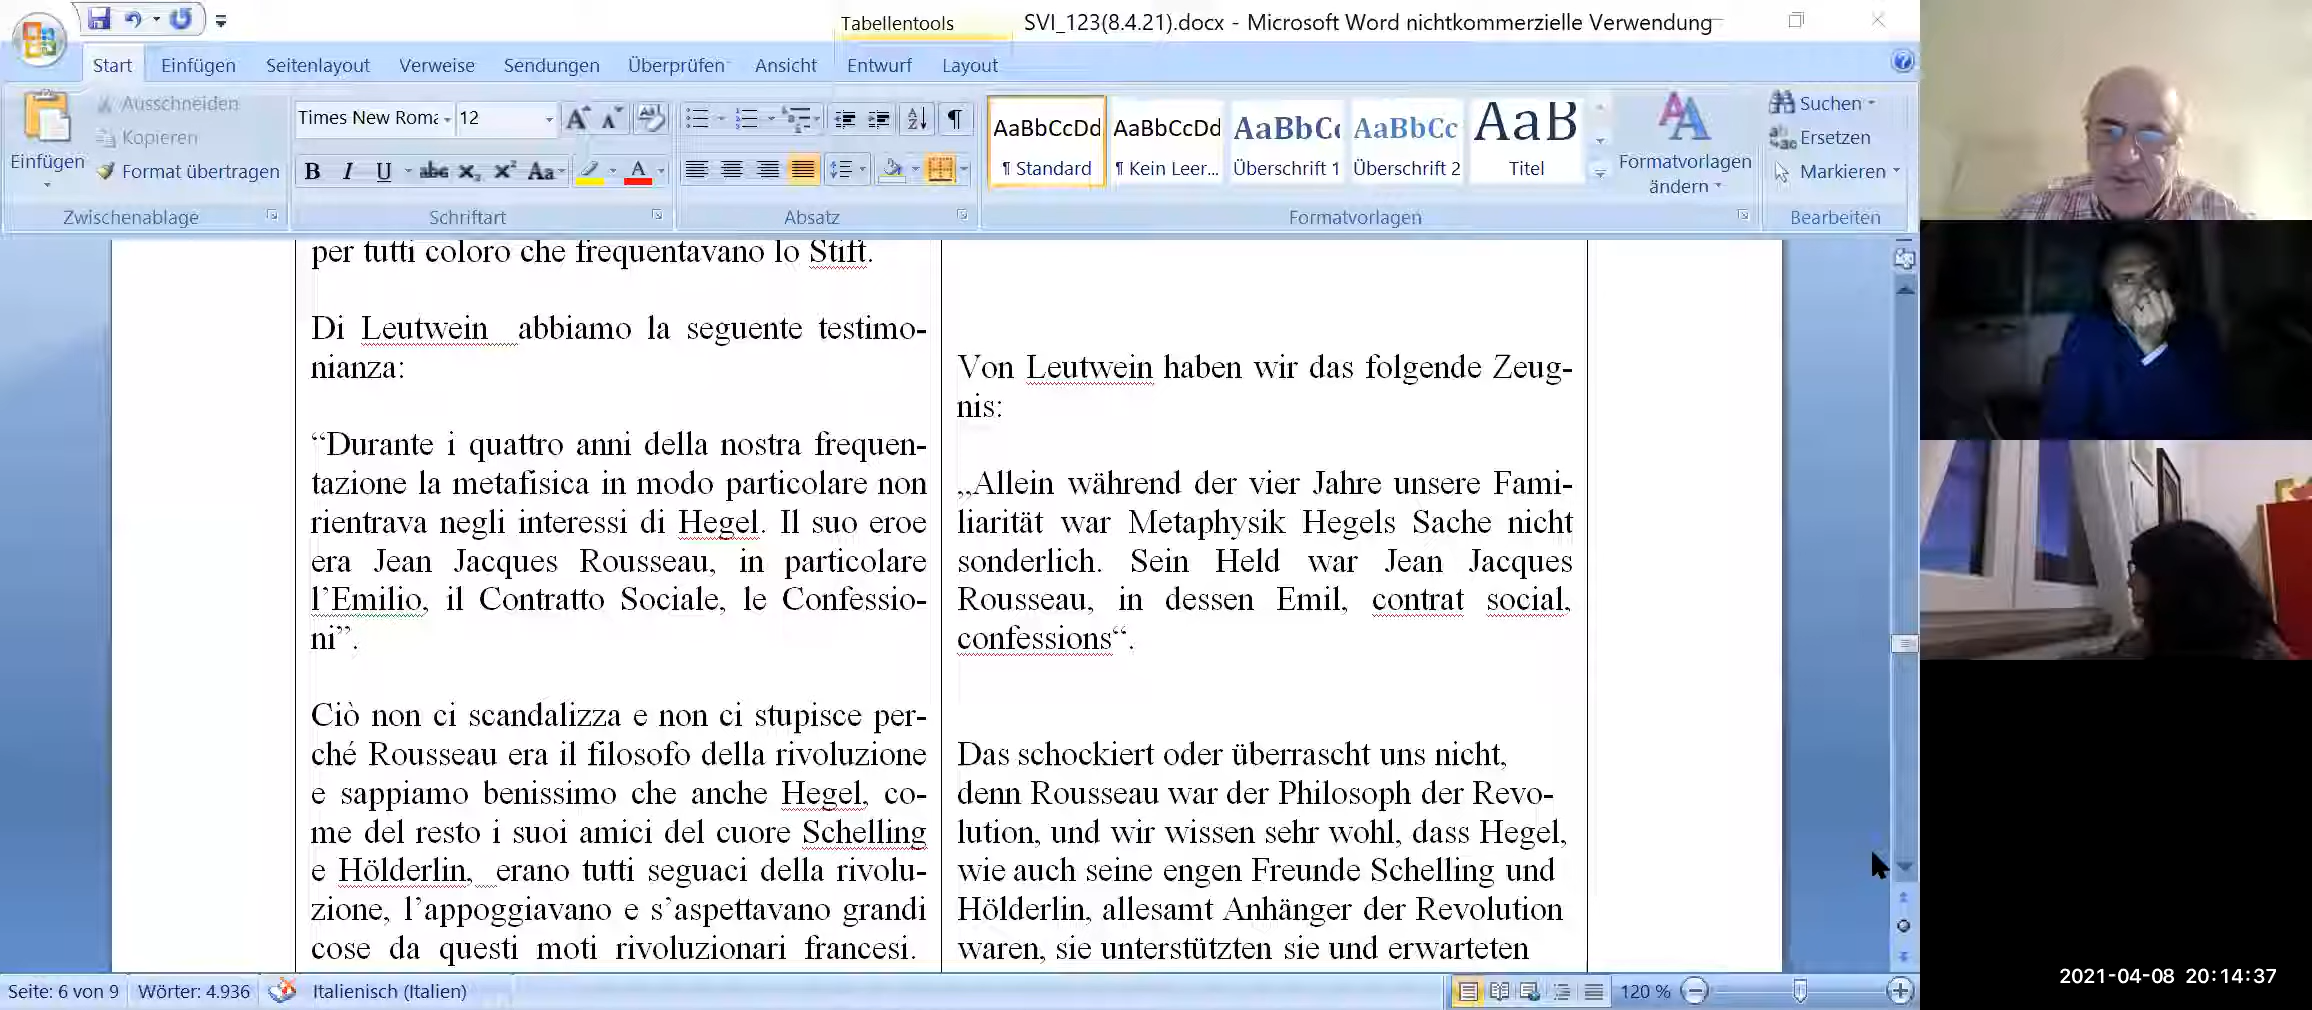 Tabellentools
SVI_123(8.4.21).docx - Microsoft Word nichtkommerzielle Verwendung
Start Einfügen Seitenlayout Verweise Sendungen Überprüfen Ansicht Entwurf Layout
Einfügen
Ausschneiden
Kopieren
Format übertragen
Zwischenablage
Times New Roma 12
Schriftart
Absatz
AaBbCcDd AaBbCcDd AaBbC AaBbCc AaB
¶ Standard ¶ Kein Leer... Überschrift 1 Überschrift 2 Titel
Formatvorlagen
ändern
Formatvorlagen
Suchen
Ersetzen
Markieren
Bearbeiten
per tutti coloro che frequentavano lo Stift.
Di Leutwein abbiamo la seguente testimo-
nianza:
“Durante i quattro anni della nostra frequen-
tazione la metafisica in modo particolare non
rientrava negli interessi di Hegel. Il suo eroe
era Jean Jacques Rousseau, in particolare
l’Emilio, il Contratto Sociale, le Confessio-
ni”.
Ciò non ci scandalizza e non ci stupisce per-
ché Rousseau era il filosofo della rivoluzione
e sappiamo benissimo che anche Hegel, co-
me del resto i suoi amici del cuore Schelling
e Hölderlin, erano tutti seguaci della rivolu-
zione, l’appoggiavano e s’aspettavano grandi
cose da questi moti rivoluzionari francesi.
Von Leutwein haben wir das folgende Zeug-
nis:
„Allein während der vier Jahre unsere Fami-
liarität war Metaphysik Hegels Sache nicht
sonderlich. Sein Held war Jean Jacques
Rousseau, in dessen Emil, contrat social,
confessions“.
Das schockiert oder überrascht uns nicht,
denn Rousseau war der Philosoph der Revo-
lution, und wir wissen sehr wohl, dass Hegel,
wie auch seine engen Freunde Schelling und
Hölderlin, allesamt Anhänger der Revolution
waren, sie unterstützten sie und erwarteten
Seite: 6 von 9 Wörter: 4.936 Italienisch (Italien) 120 %
2021-04-08 20:14:37